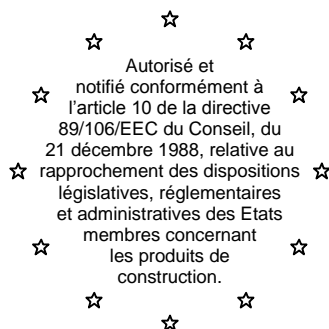 Autorisé et
notifié conformément à
l'article 10 de la directive
89/106/EEC du Conseil, du
21 décembre 1988, relative au
rapprochement des dispositions
législatives, réglementaires
et administratives des Etats
membres concernant
les produits de
construction.